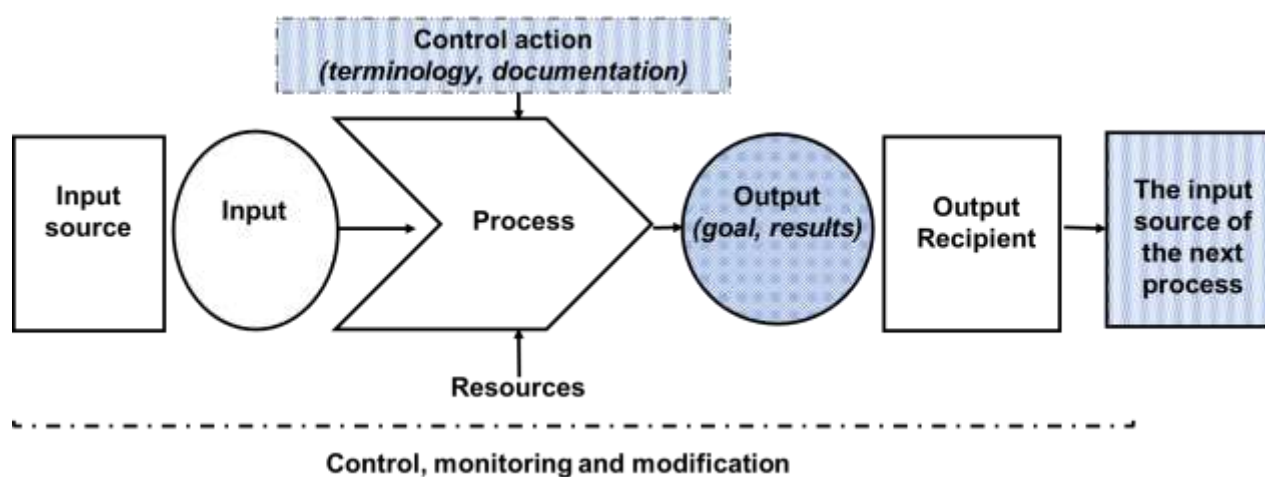 Control action
(terminology, documentation)
Input
source
Input
Process
Output
(goal, results)
Output
Recipient
The input
source of
the next
process
Resources
Control, monitoring and modification